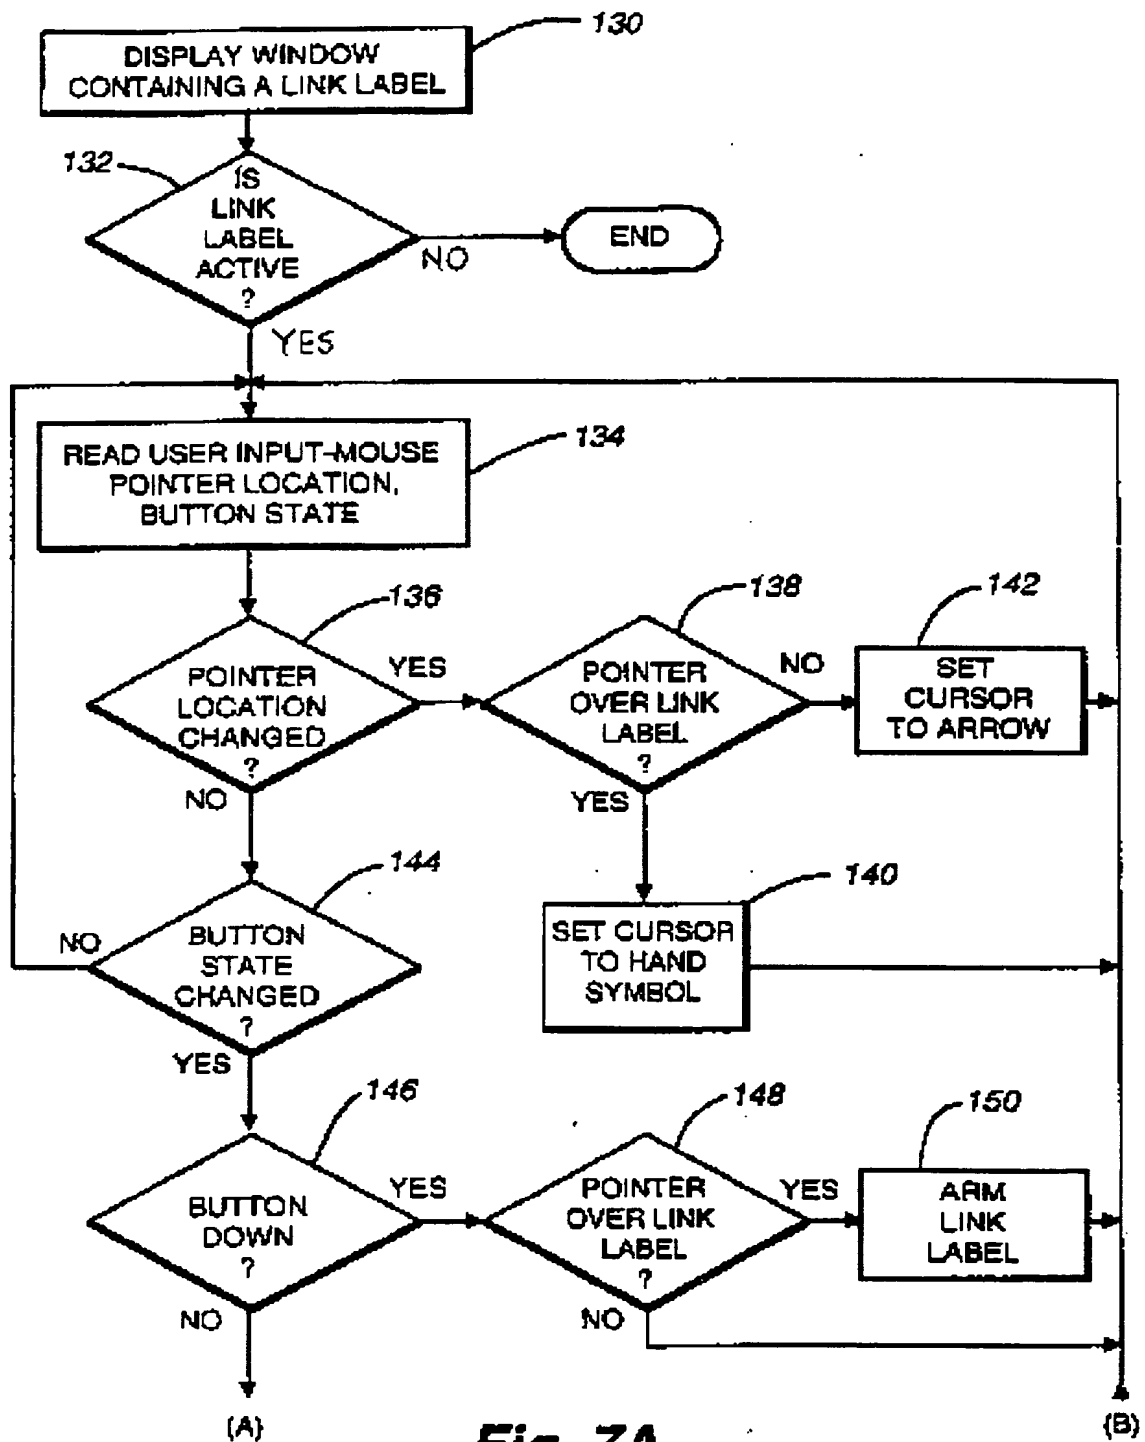 130
DISPLAY WINDOW
CONTAINING A LINK LABEL
132
IS
LINK
LABEL
ACTIVE
?
NO
END
YES
134
READ USER INPUT-MOUSE
POINTER LOCATION,
BUTTON STATE
136
POINTER
LOCATION
CHANGED
?
YES
NO
138
POINTER
OVER LINK
LABEL
?
NO
YES
142
SET
CURSOR
TO ARROW
144
BUTTON
STATE
CHANGED
?
NO
YES
140
SET CURSOR
TO HAND
SYMBOL
146
BUTTON
DOWN
?
YES
NO
148
POINTER
OVER LINK
LABEL
?
YES
NO
150
ARM
LINK
LABEL
(A)
(B)
Fig. 7A